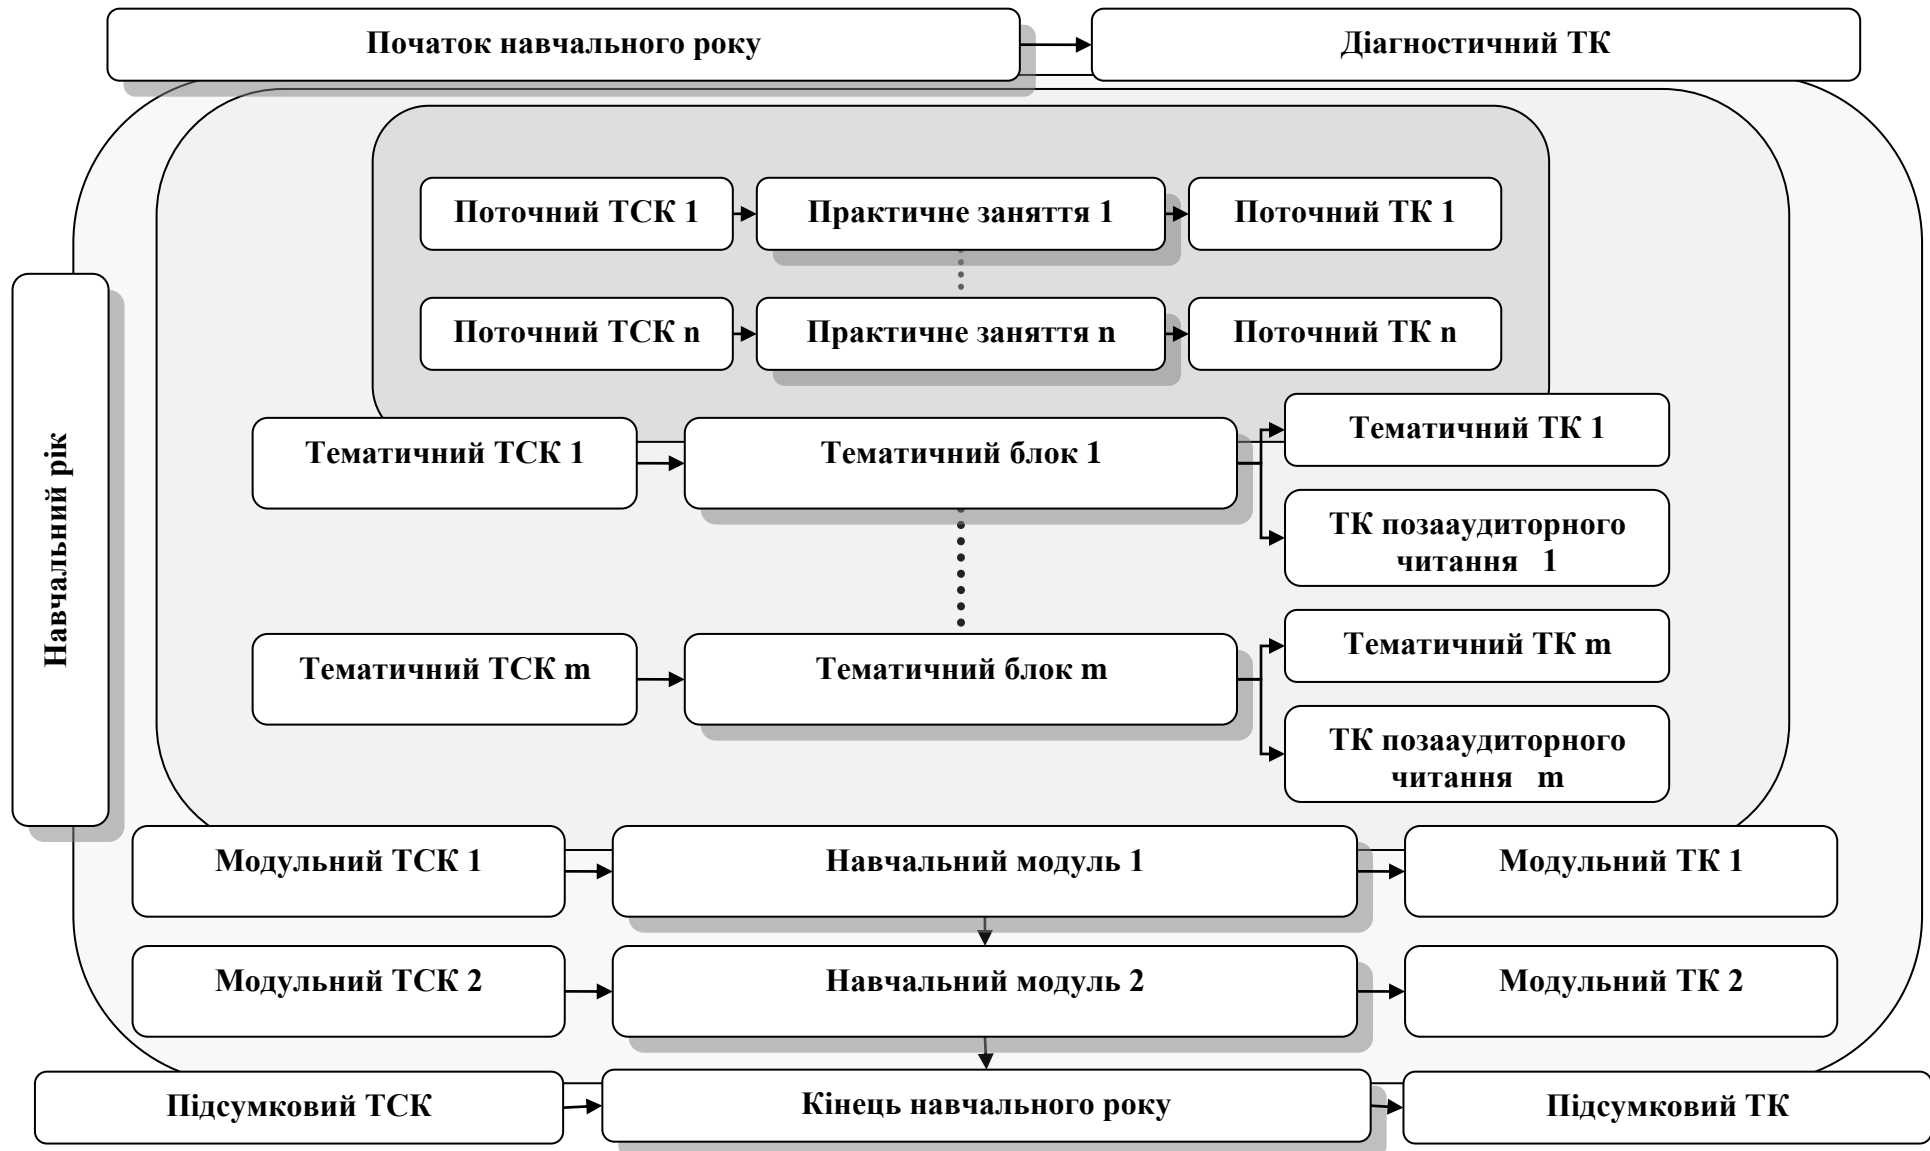 Початок навчального року
Діагностичний ТК
Поточний ТСК 1
Практичне заняття 1
Поточний ТК 1
Поточний ТСК n
Практичне заняття n
Поточний ТК n
Навчальний рік
Тематичний ТСК 1
Тематичний блок 1
Тематичний ТК 1
ТК позааудиторного
читання 1
Тематичний ТСК m
Тематичний блок m
Тематичний ТК m
ТК позааудиторного
читання m
Модульний ТСК 1
Навчальний модуль 1
Модульний ТК 1
Модульний ТСК 2
Навчальний модуль 2
Модульний ТК 2
Підсумковий ТСК
Кінець навчального року
Підсумковий ТК